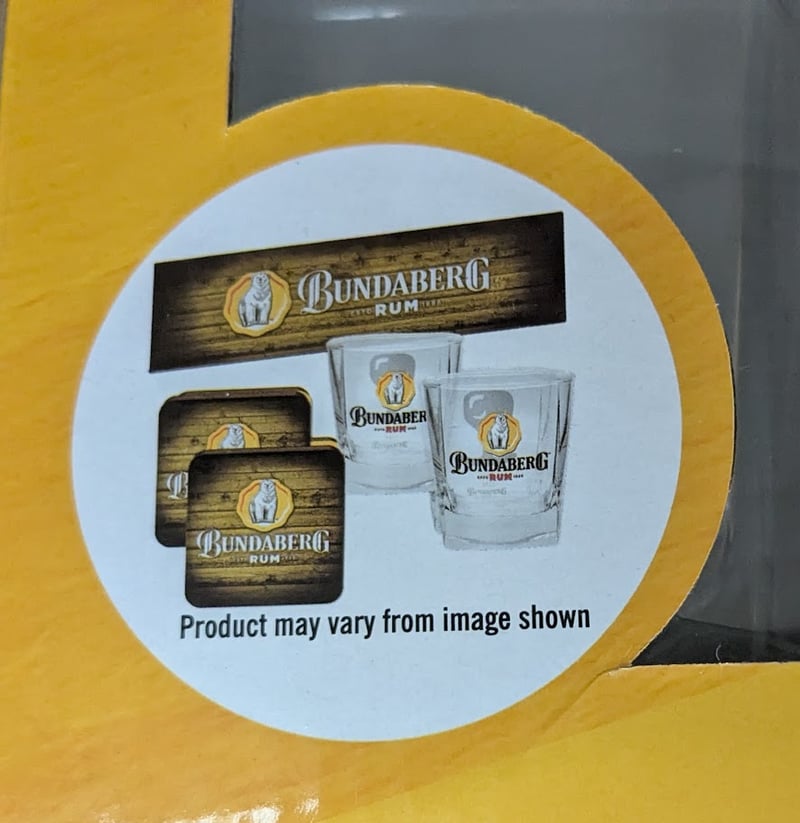 BUNDABERG
RUM
BUNDABER
RUM
BUNDABERG
RUM
B
BUNDABERG
RUM
Product may vary from image shown